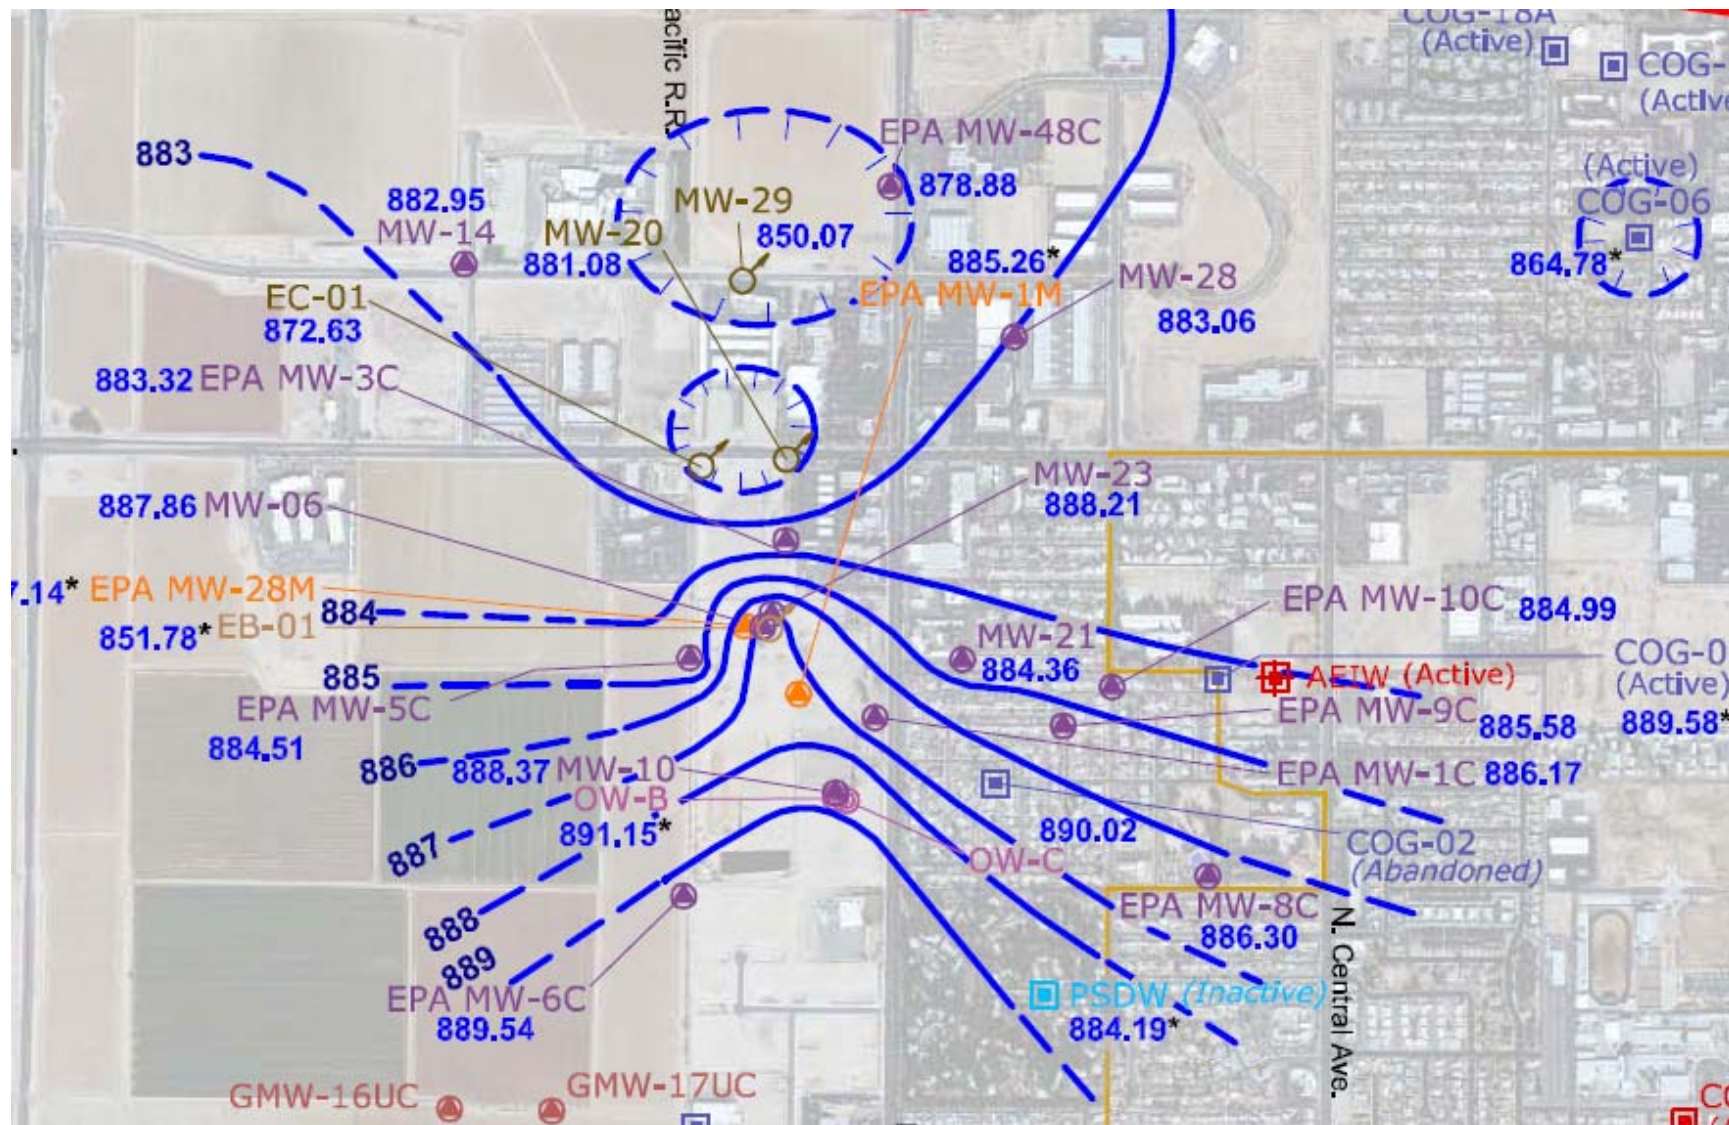 COG-18A
(Active)
COG-
(Active
acific R.R.
EPA MW-48C
878.88
883
882.95
MW-14
MW-29
850.07
MW-20
881.08
(Active)
COG-06
864.78*
885.26*
EPA MW-1M
MW-28
883.06
EC-01
872.63
883.32 EPA MW-3C
MW-23
888.21
887.86 MW-06
7.14* EPA MW-28M
884
851.78* EB-01
EPA MW-10C 884.99
MW-21
884.36
COG-0
(Active)
889.58*
AEIW (Active)
885
EPA MW-5C
884.51
EPA MW-9C 885.58
886
888.37 MW-10
EPA MW-1C 886.17
OW-B
891.15*
890.02
COG-02
(Abandoned)
887
OW-C
888
EPA MW-8C
886.30
889
EPA MW-6C
889.54
PSDW (Inactive)
884.19*
N. Central Ave.
GMW-16UC
GMW-17UC
CO